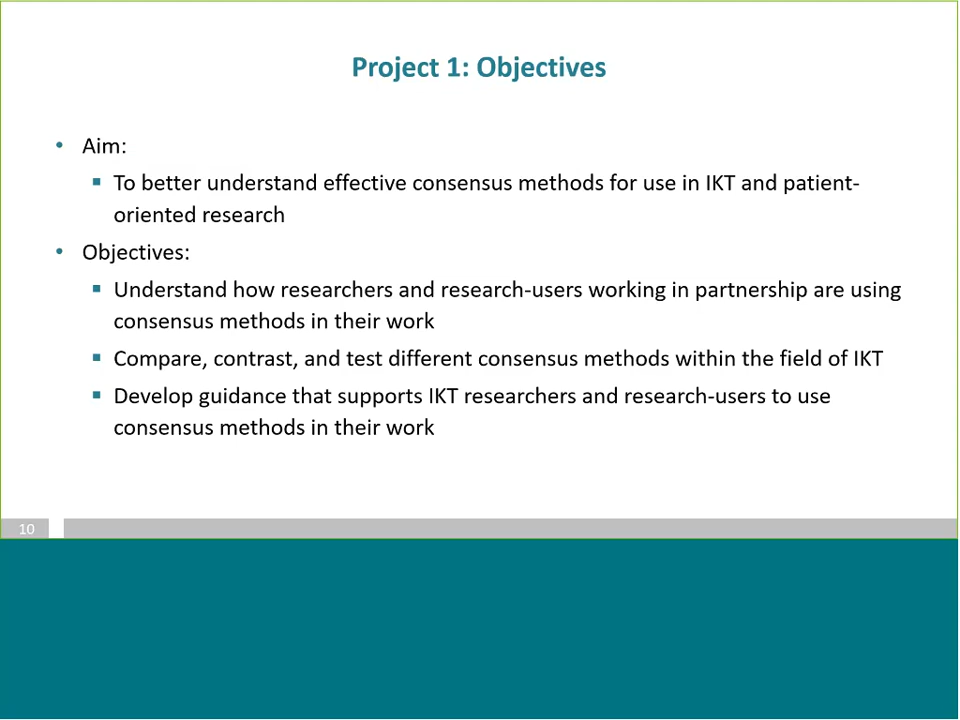 Project 1: Objectives
• Aim:
▪ To better understand effective consensus methods for use in IKT and patient-
oriented research
• Objectives:
▪ Understand how researchers and research-users working in partnership are using
consensus methods in their work
▪ Compare, contrast, and test different consensus methods within the field of IKT
▪ Develop guidance that supports IKT researchers and research-users to use
consensus methods in their work
10